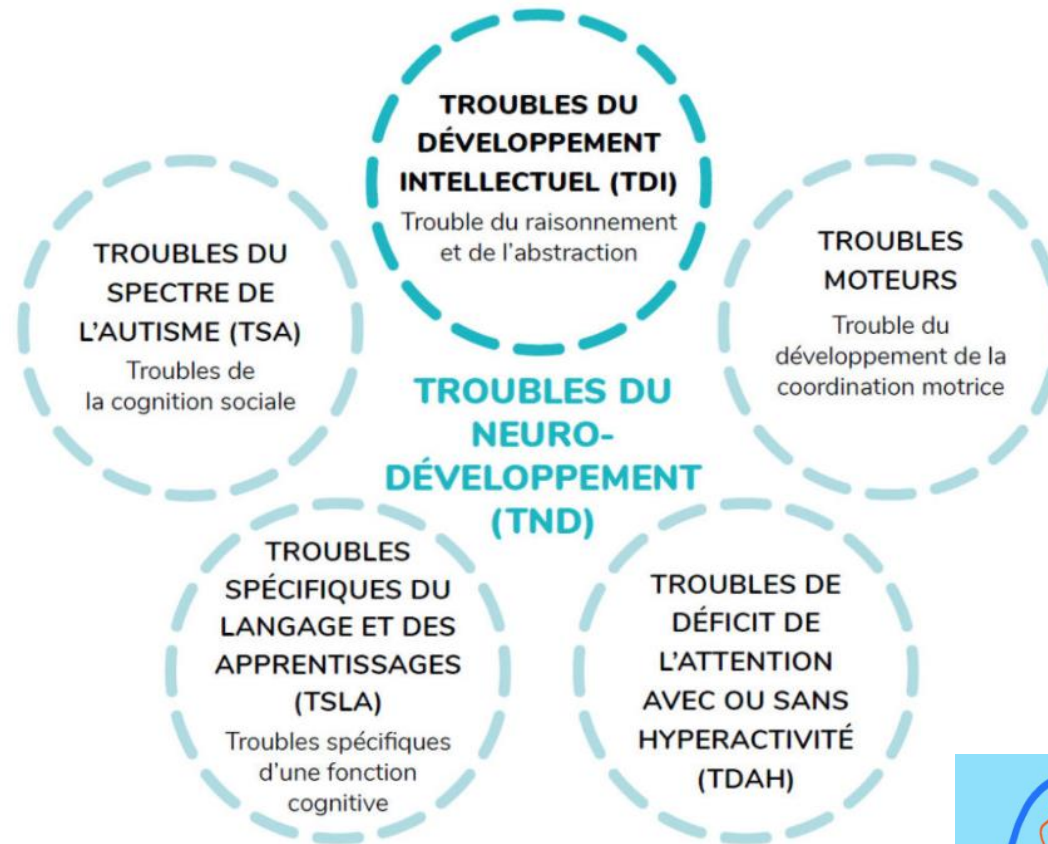 TROUBLES DU
DÉVELOPPEMENT
INTELLECTUEL (TDI)
Trouble du raisonnement
et de l'abstraction
TROUBLES DU
SPECTRE DE
L'AUTISME (TSA)
Troubles de
la cognition sociale
TROUBLES
MOTEURS
Trouble du
développement de la
coordination motrice
TROUBLES DU
NEURO-
DÉVELOPPEMENT
(TND)
TROUBLES
SPÉCIFIQUES DU
LANGAGE ET DES
APPRENTISSAGES
(TSLA)
Troubles spécifiques
d'une fonction
cognitive
TROUBLES DE
DÉFICIT DE
L'ATTENTION
AVEC OU SANS
HYPERACTIVITÉ
(TDAH)